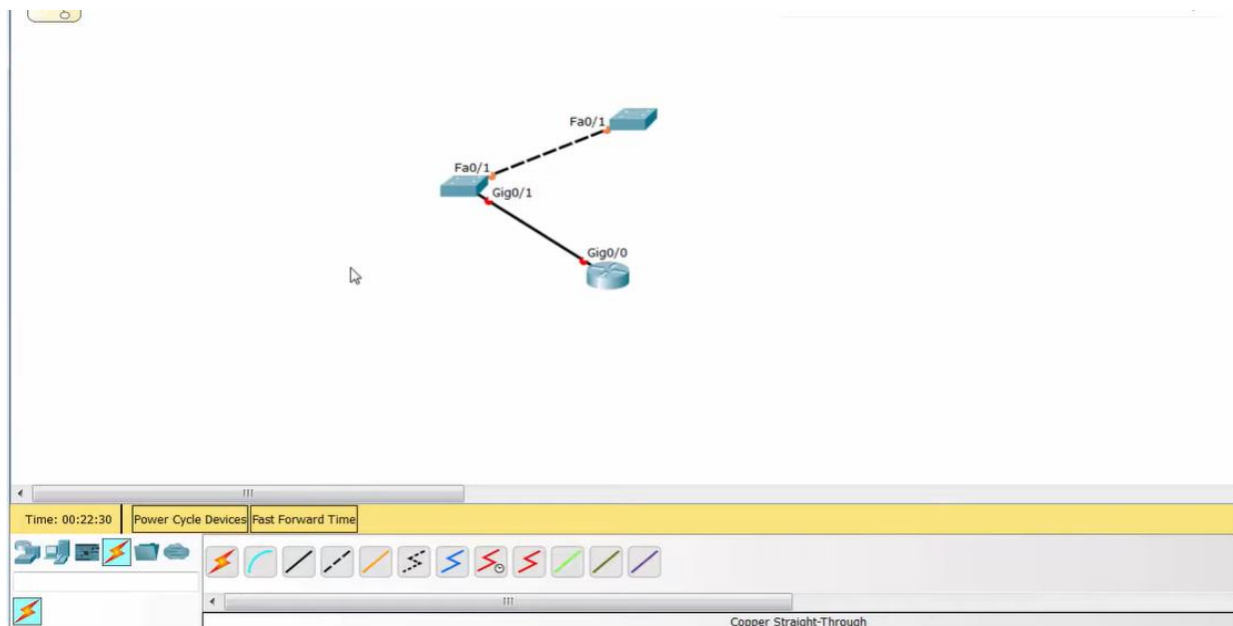 Fa0/1
Fa0/1
Gig0/1
Gig0/0
Time: 00:22:30 Power Cycle Devices Fast Forward Time
Copper Straight-Through